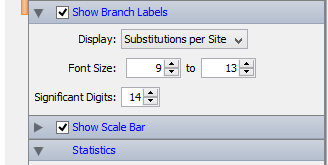 Show Branch Labels
Display: Substitutions per Site
Font Size: 9 to 13
Significant Digits: 14
Show Scale Bar
Statistics